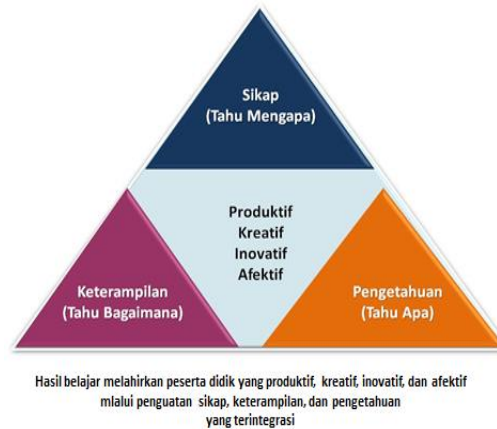 Sikap
(Tahu Mengapa)
Produktif
Kreatif
Inovatif
Afektif
Keterampilan
(Tahu Bagaimana)
Pengetahuan
(Tahu Apa)
Hasil belajar melahirkan peserta didik yang produktif, kreatif, inovatif, dan afektif
mlalui penguatan sikap, keterampilan, dan pengetahuan
yang terintegrasi